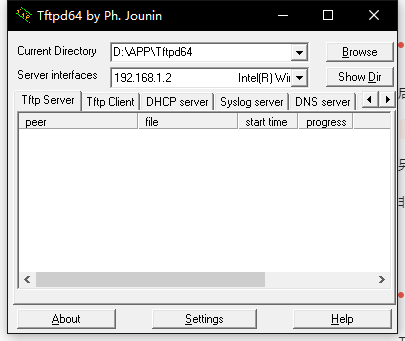 Tftpd64 by Ph. Jounin
Current Directory D:\APP\Tftpd64 Browse
Server interfaces 192.168.1.2 Intel(R) Wir Show Dir
Tftp Server Tftp Client DHCP server Syslog server DNS server
peer file start time progress
About Settings Help